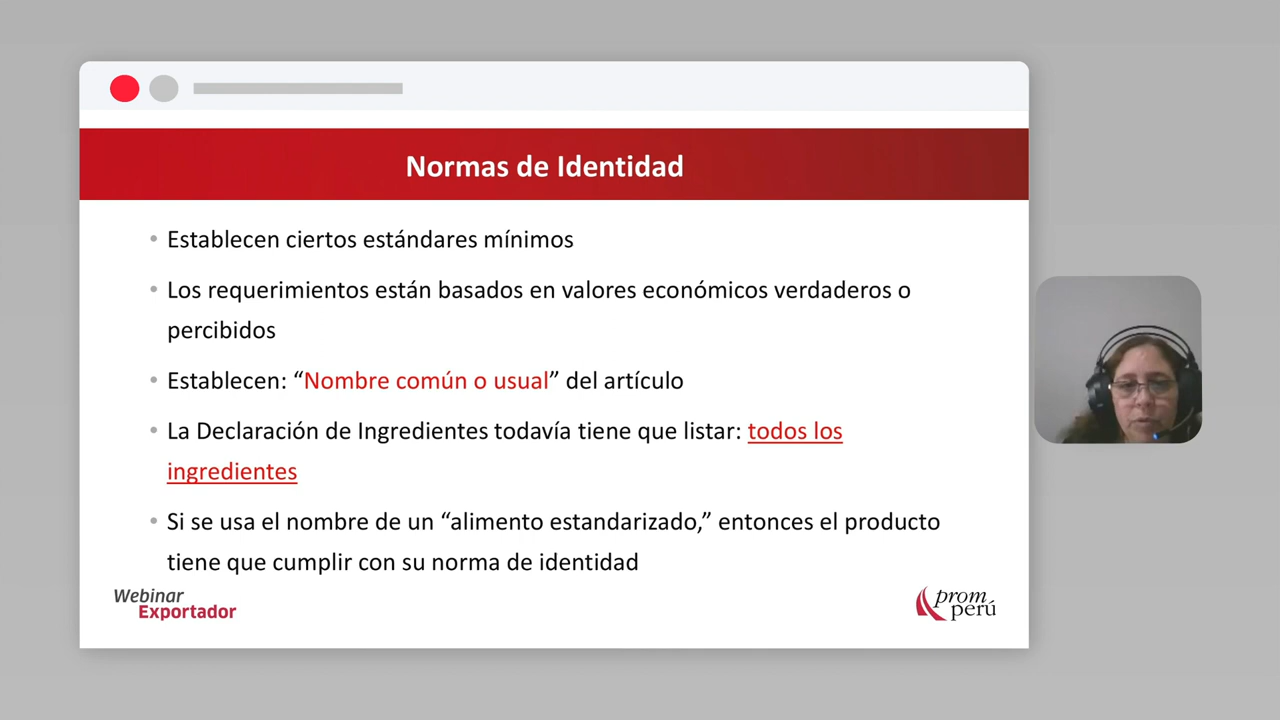 Normas de Identidad
• Establecen ciertos estándares mínimos
• Los requerimientos están basados en valores económicos verdaderos o
percibidos
• Establecen: “Nombre común o usual” del artículo
• La Declaración de Ingredientes todavía tiene que listar: todos los
ingredientes
• Si se usa el nombre de un “alimento estandarizado,” entonces el producto
tiene que cumplir con su norma de identidad
Webinar
Exportador
prom
perú